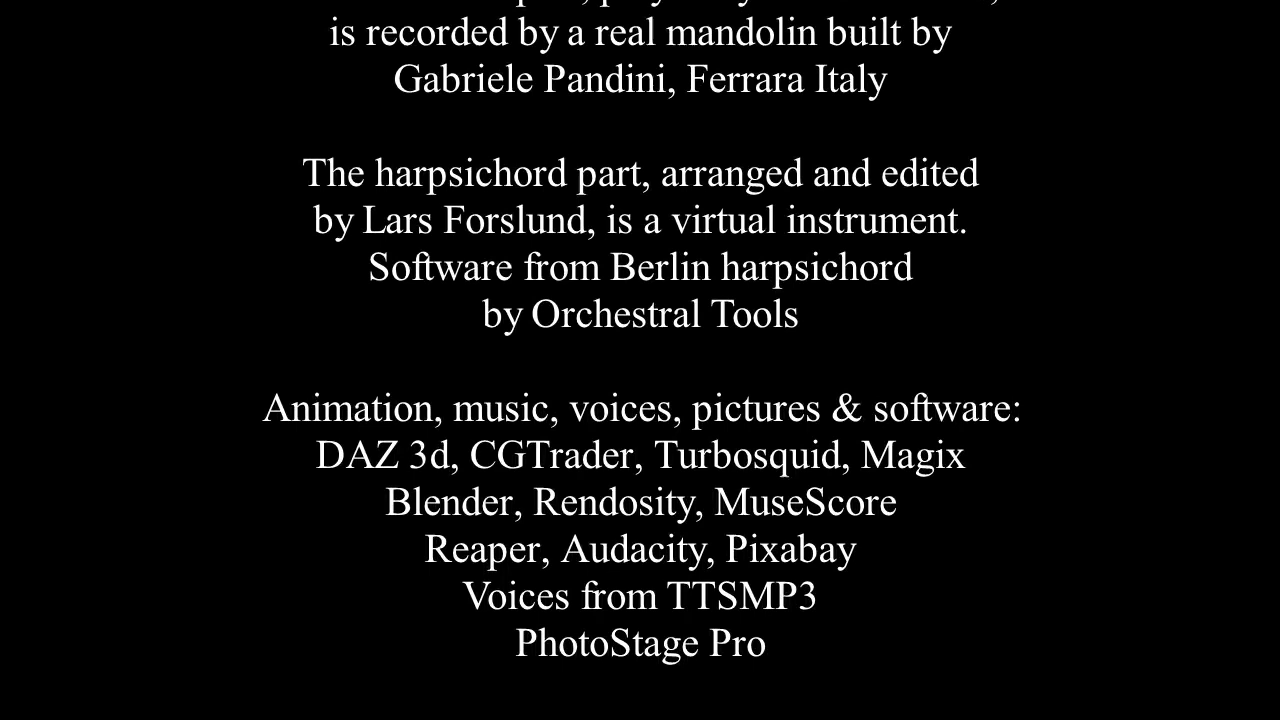 is recorded by a real mandolin built by
Gabriele Pandini, Ferrara Italy
The harpsichord part, arranged and edited
by Lars Forslund, is a virtual instrument.
Software from Berlin harpsichord
by Orchestral Tools
Animation, music, voices, pictures & software:
DAZ 3d, CGTrader, Turbosquid, Magix
Blender, Rendosity, MuseScore
Reaper, Audacity, Pixabay
Voices from TTSMP3
PhotoStage Pro